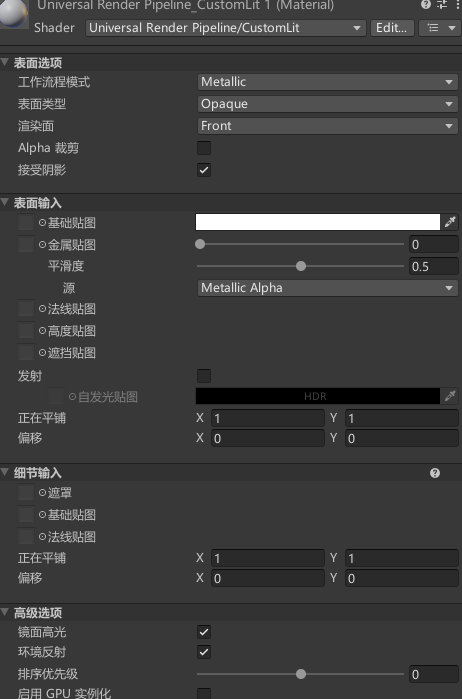 Universal Render Pipeline_CustomLit 1 (Material)
Shader Universal Render Pipeline/CustomLit Edit...
表面选项
工作流程模式 Metallic
表面类型 Opaque
渲染面 Front
Alpha 裁剪
接受阴影
表面输入
基础贴图
金属贴图 0
平滑度 0.5
源 Metallic Alpha
法线贴图
高度贴图
遮挡贴图
发射
自发光贴图 HDR
正在平铺 X 1 Y 1
偏移 X 0 Y 0
细节输入
遮罩
基础贴图
法线贴图
正在平铺 X 1 Y 1
偏移 X 0 Y 0
高级选项
镜面高光
环境反射
排序优先级 0
启用 GPU 实例化